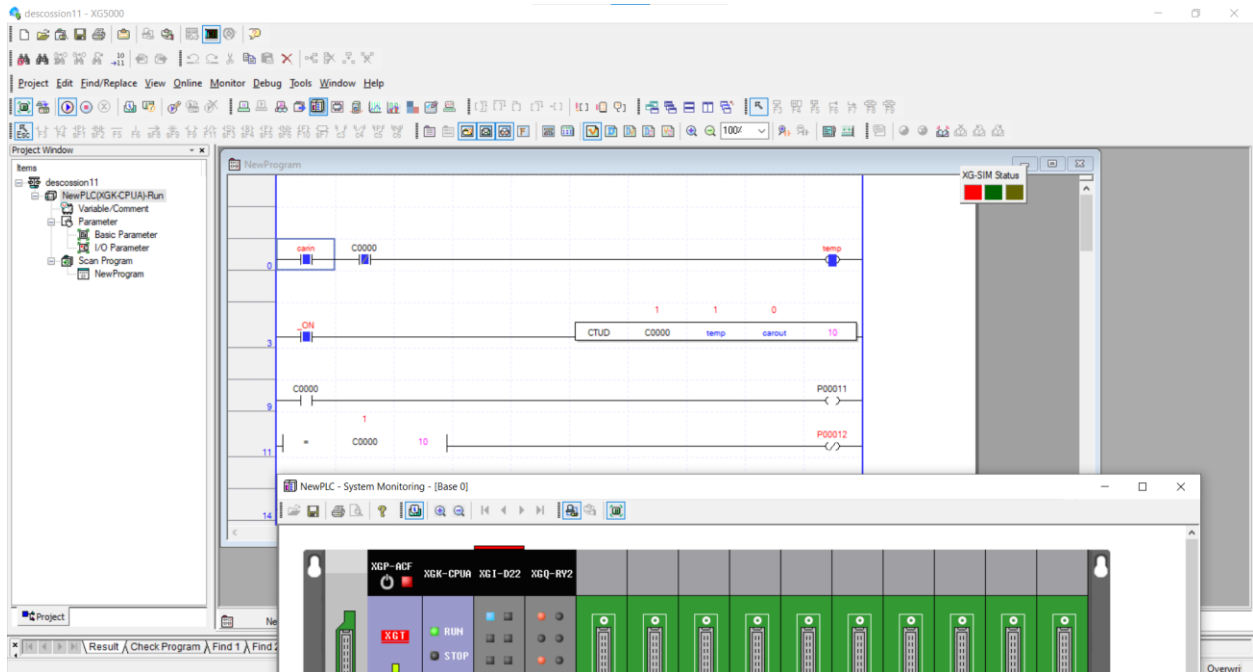 descossion11 - XG5000
Project Edit Find/Replace View Online Monitor Debug Tools Window Help
100%
Project Window
Items
descossion11
NewPLC(XGK-CPUA)-Run
Variable/Comment
Parameter
Basic Parameter
I/O Parameter
Scan Program
NewProgram
Project
NewProgram
XG-SIM Status
carin C0000 temp
0
1 1 0
_ON
CTUD C0000 temp carout 10
3
C0000 P00011
9
1
= C0000 10 P00012
11
14
NewPLC - System Monitoring - [Base 0]
XGP-ACF XGK-CPUA XGI-D22 XGQ-RY2
XGT
RUN
STOP
Ne
Result Check Program Find 1 Find 2
Overwri